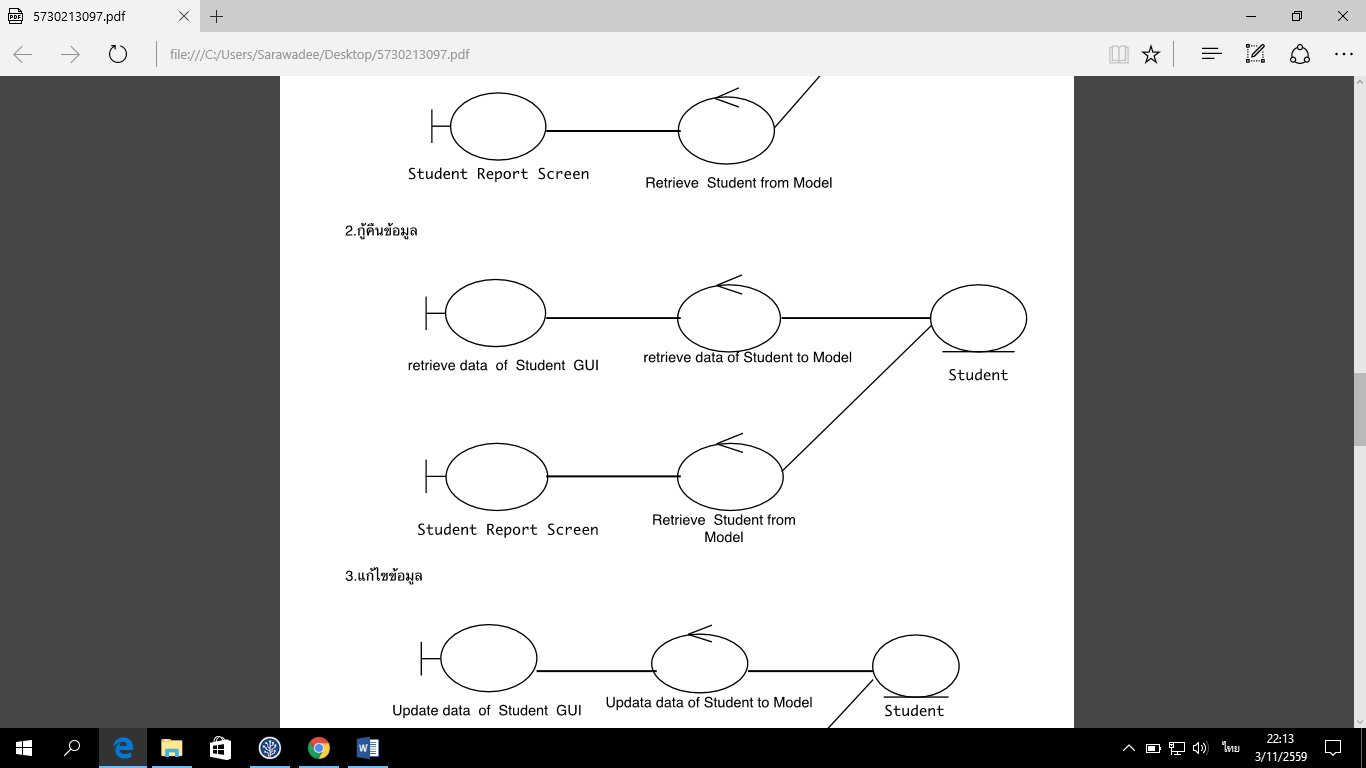 5730213097.pdf
file:///C:/Users/Sarawadee/Desktop/5730213097.pdf
Student Report Screen
Retrieve Student from Model
2.กู้คืนข้อมูล
retrieve data of Student GUI
retrieve data of Student to Model
Student
Student Report Screen
Retrieve Student from
Model
3.แก้ไขข้อมูล
Update data of Student GUI
Updata data of Student to Model
Student
ไทย
22:13
3/11/2559